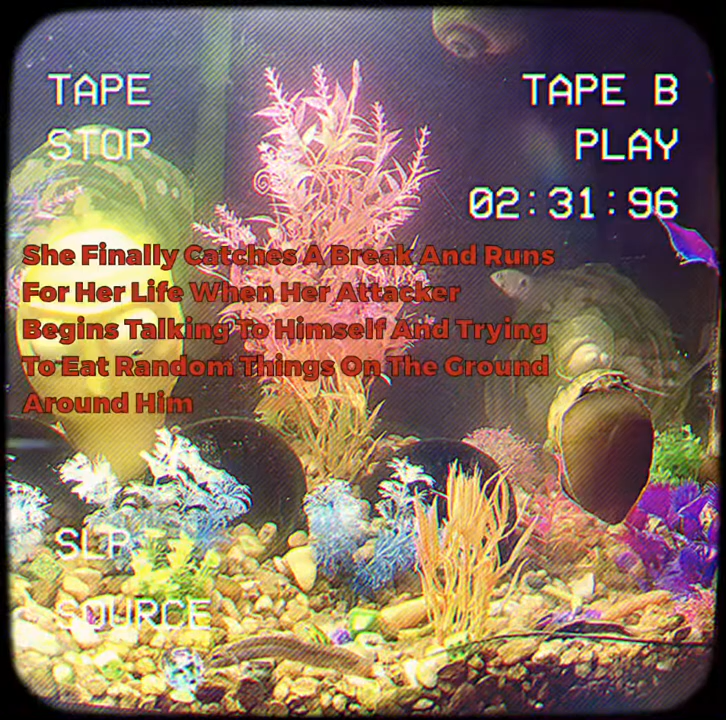 TAPE
STOP
TAPE B
PLAY
02:31:96
She Finally Catches A Break And Runs
For Her Life When Her Attacker
Begins Talking To Himself And Trying
To Eat Random Things On The Ground
Around Him
SLP
SOURCE